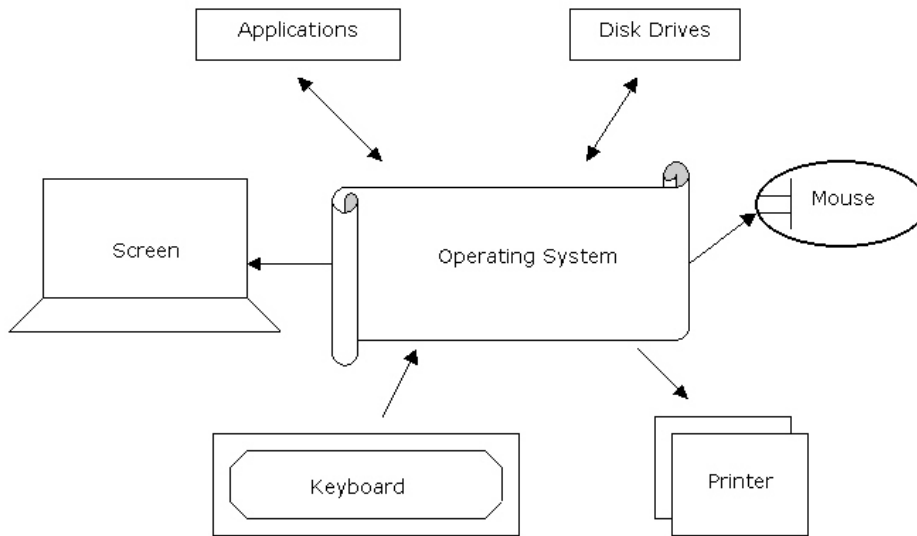 Applications
Disk Drives
Mouse
Screen
Operating System
Keyboard
Printer